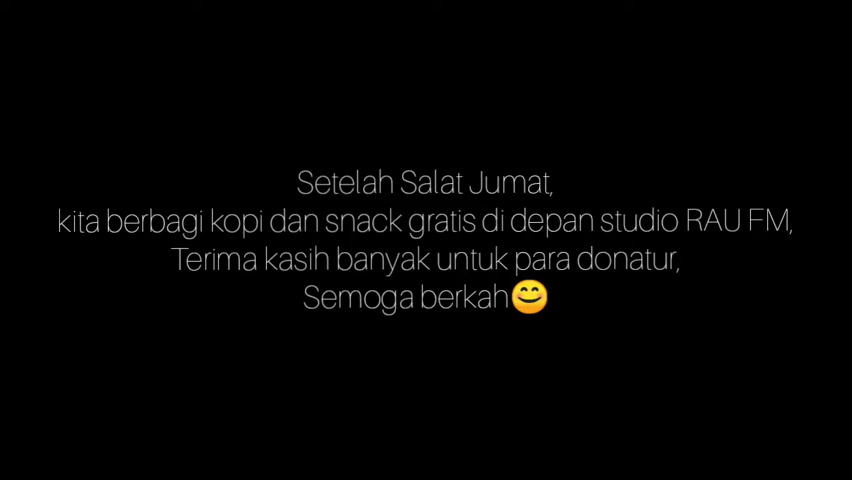 Setelah Salat Jumat,
kita berbagi kopi dan snack gratis di depan studio RAU FM,
Terima kasih banyak untuk para donatur,
Semoga berkah😊